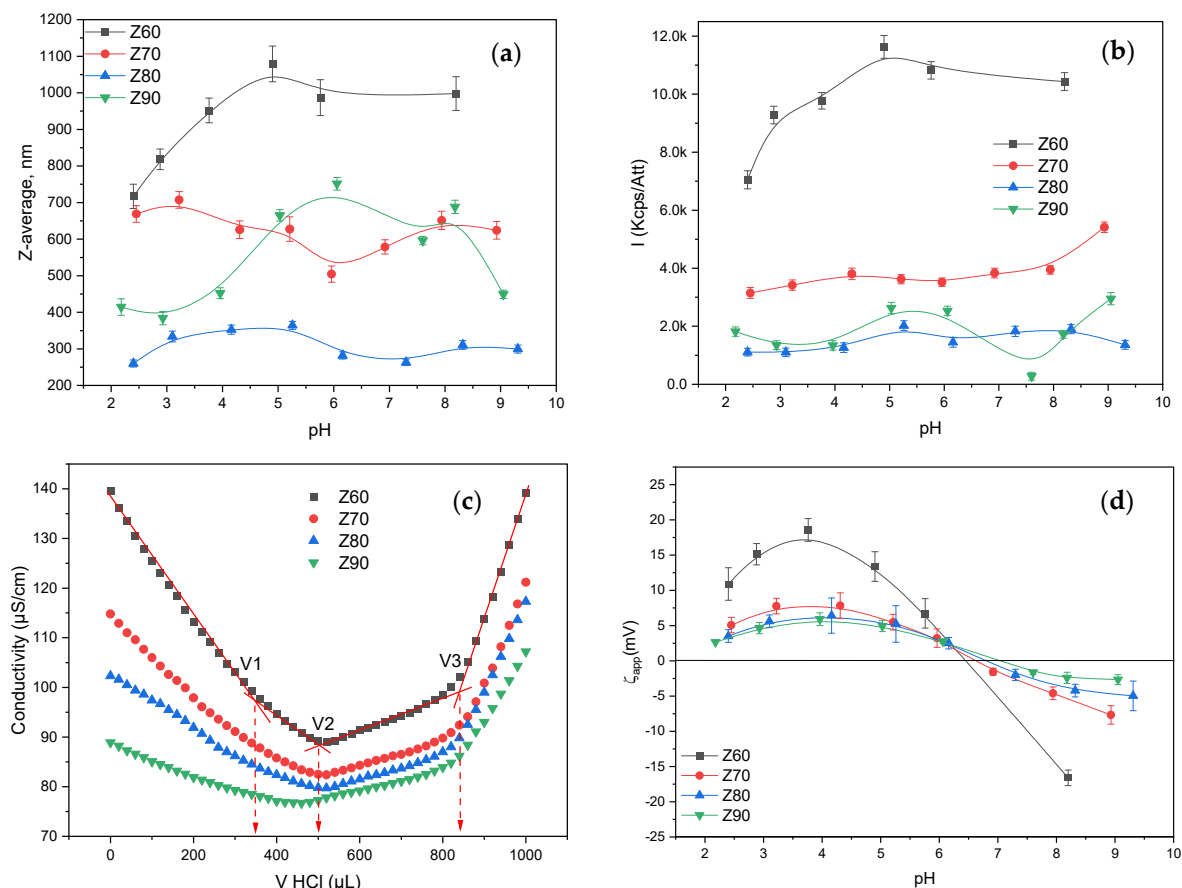 1200
1100
1000
900
800
700
600
500
400
300
200
Z-average, nm
Z60
Z70
Z80
Z90
(a)
2 3 4 5 6 7 8 9 10
pH
12.0k
10.0k
8.0k
6.0k
4.0k
2.0k
0.0
I (Kcps/Att)
(b)
Z60
Z70
Z80
Z90
1 2 3 4 5 6 7 8 9 10
pH
140
130
120
110
100
90
80
70
Conductivity (µS/cm)
Z60
Z70
Z80
Z90
(c)
V1
V2
V3
0 200 400 600 800 1000
V HCl (µL)
25
20
15
10
5
0
-5
-10
-15
-20
-25
ζapp(mV)
(d)
Z60
Z70
Z80
Z90
2 3 4 5 6 7 8 9 10
pH